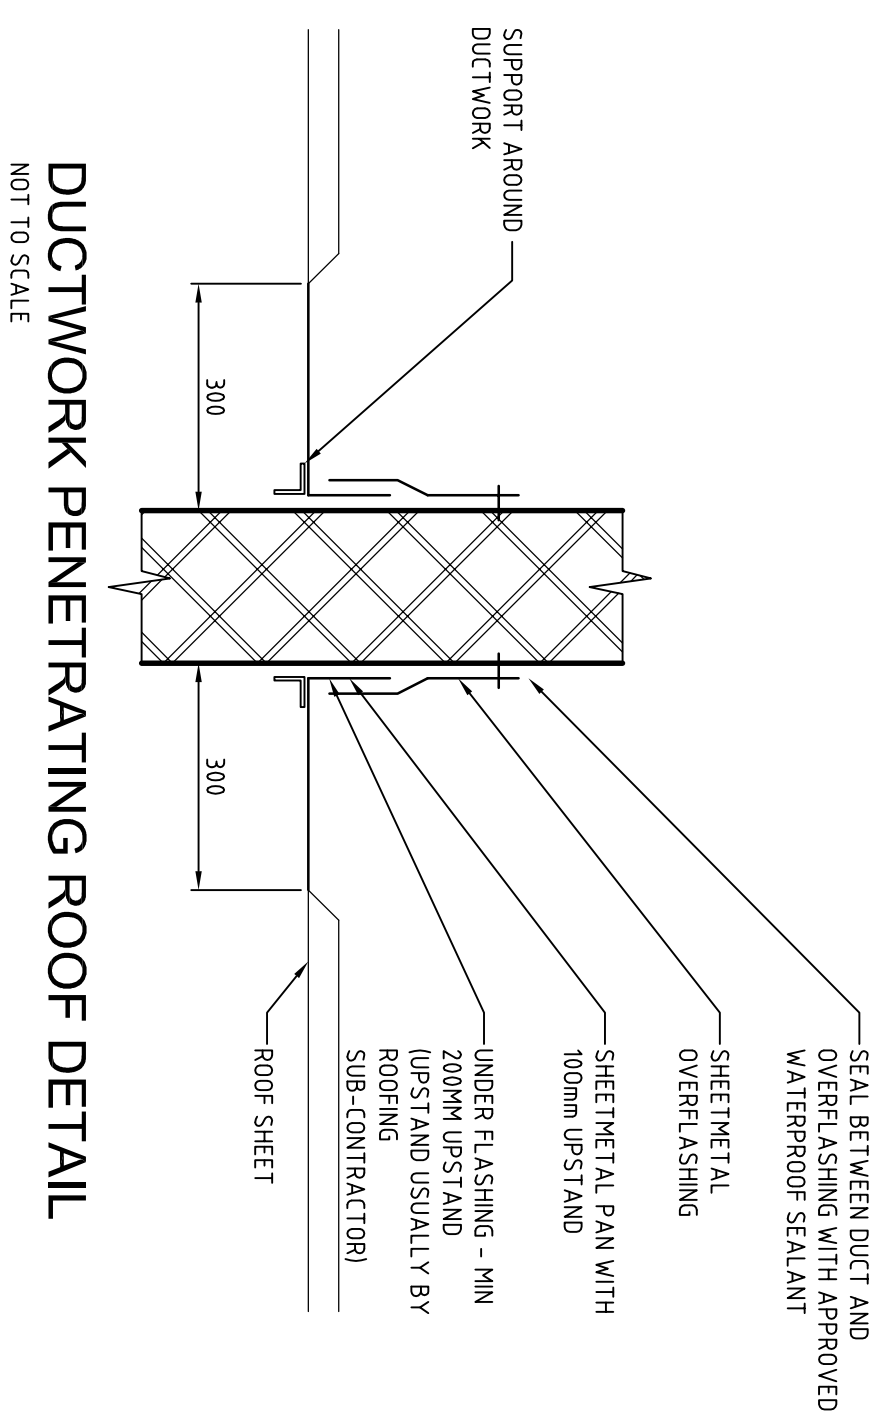 SEAL BETWEEN DUCT AND
OVERFLASHING WITH APPROVED
WATERPROOF SEALANT
SHEETMETAL
OVERFLASHING
SHEETMETAL PAN WITH
100mm UPSTAND
UNDER FLASHING - MIN
200MM UPSTAND
(UPSTAND USUALLY BY
ROOFING
SUB-CONTRACTOR)
ROOF SHEET
SUPPORT AROUND
DUCTWORK
300
300
DUCTWORK PENETRATING ROOF DETAIL
NOT TO SCALE